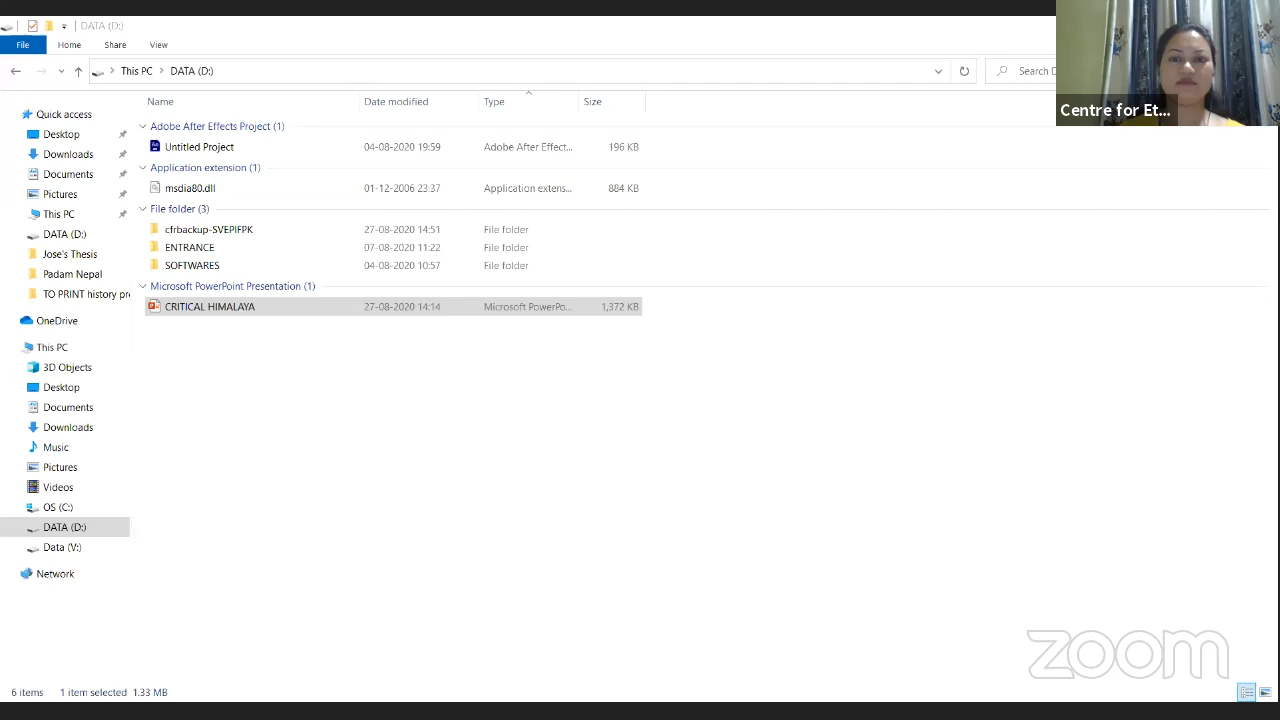 DATA (D:)
File Home Share View
This PC DATA (D:)
Search D
Centre for Et...
Name Date modified Type Size
Quick access
Desktop
Downloads
Documents
Pictures
This PC
DATA (D:)
Jose's Thesis
Padam Nepal
TO PRINT history pr
OneDrive
This PC
3D Objects
Desktop
Documents
Downloads
Music
Pictures
Videos
OS (C:)
DATA (D:)
Data (V:)
Network
Adobe After Effects Project (1)
Untitled Project 04-08-2020 19:59 Adobe After Effect... 196 KB
Application extension (1)
msdia80.dll 01-12-2006 23:37 Application extens... 884 KB
File folder (3)
cfrbackup-SVEPIFPK 27-08-2020 14:51 File folder
ENTRANCE 07-08-2020 11:22 File folder
SOFTWARES 04-08-2020 10:57 File folder
Microsoft PowerPoint Presentation (1)
CRITICAL HIMALAYA 27-08-2020 14:14 Microsoft PowerPo... 1,372 KB
zoom
6 items 1 item selected 1.33 MB